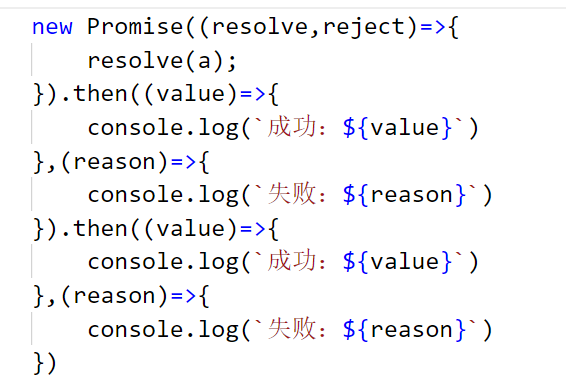 new Promise((resolve,reject)=>{
    resolve(a);
}).then((value)=>{
    console.log(`成功：${value}`)
},(reason)=>{
    console.log(`失败：${reason}`)
}).then((value)=>{
    console.log(`成功：${value}`)
},(reason)=>{
    console.log(`失败：${reason}`)
})